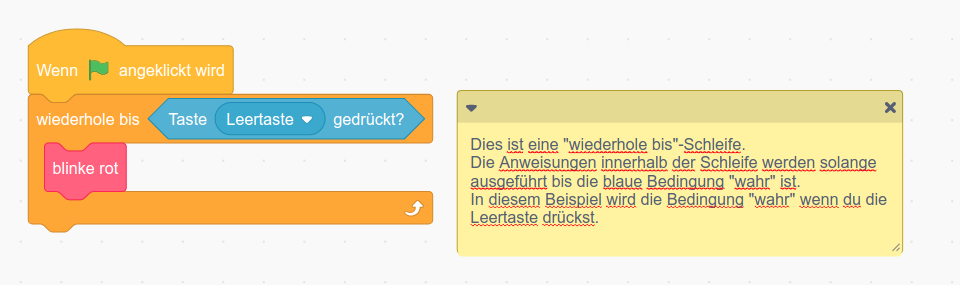 Wenn angeklickt wird
wiederhole bis Taste Leertaste gedrückt?
blinke rot
Dies ist eine "wiederhole bis"-Schleife.
Die Anweisungen innerhalb der Schleife werden solange
ausgeführt bis die blaue Bedingung "wahr" ist.
In diesem Beispiel wird die Bedingung "wahr" wenn du die
Leertaste drückst.